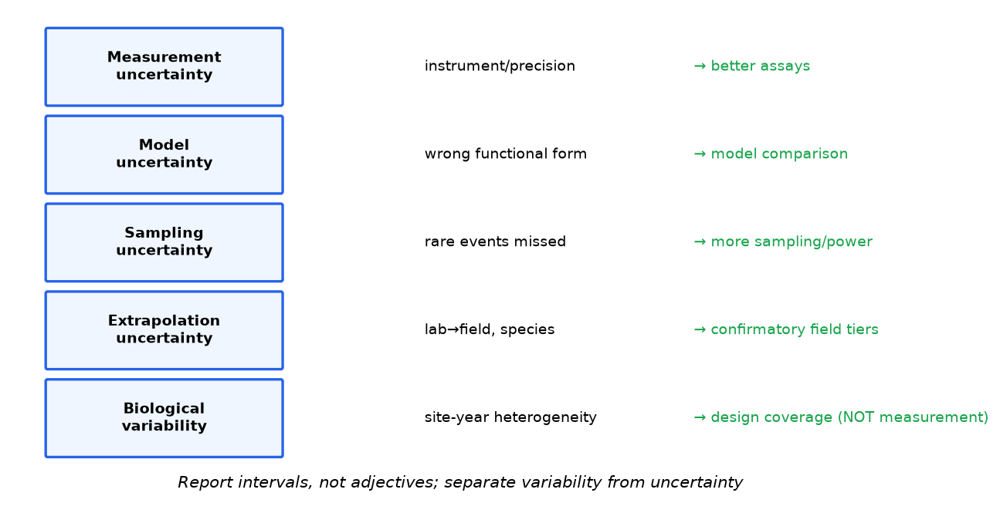 Measurement
uncertainty
instrument/precision
→ better assays
Model
uncertainty
wrong functional form
→ model comparison
Sampling
uncertainty
rare events missed
→ more sampling/power
Extrapolation
uncertainty
lab→field, species
→ confirmatory field tiers
Biological
variability
site-year heterogeneity
→ design coverage (NOT measurement)
Report intervals, not adjectives; separate variability from uncertainty